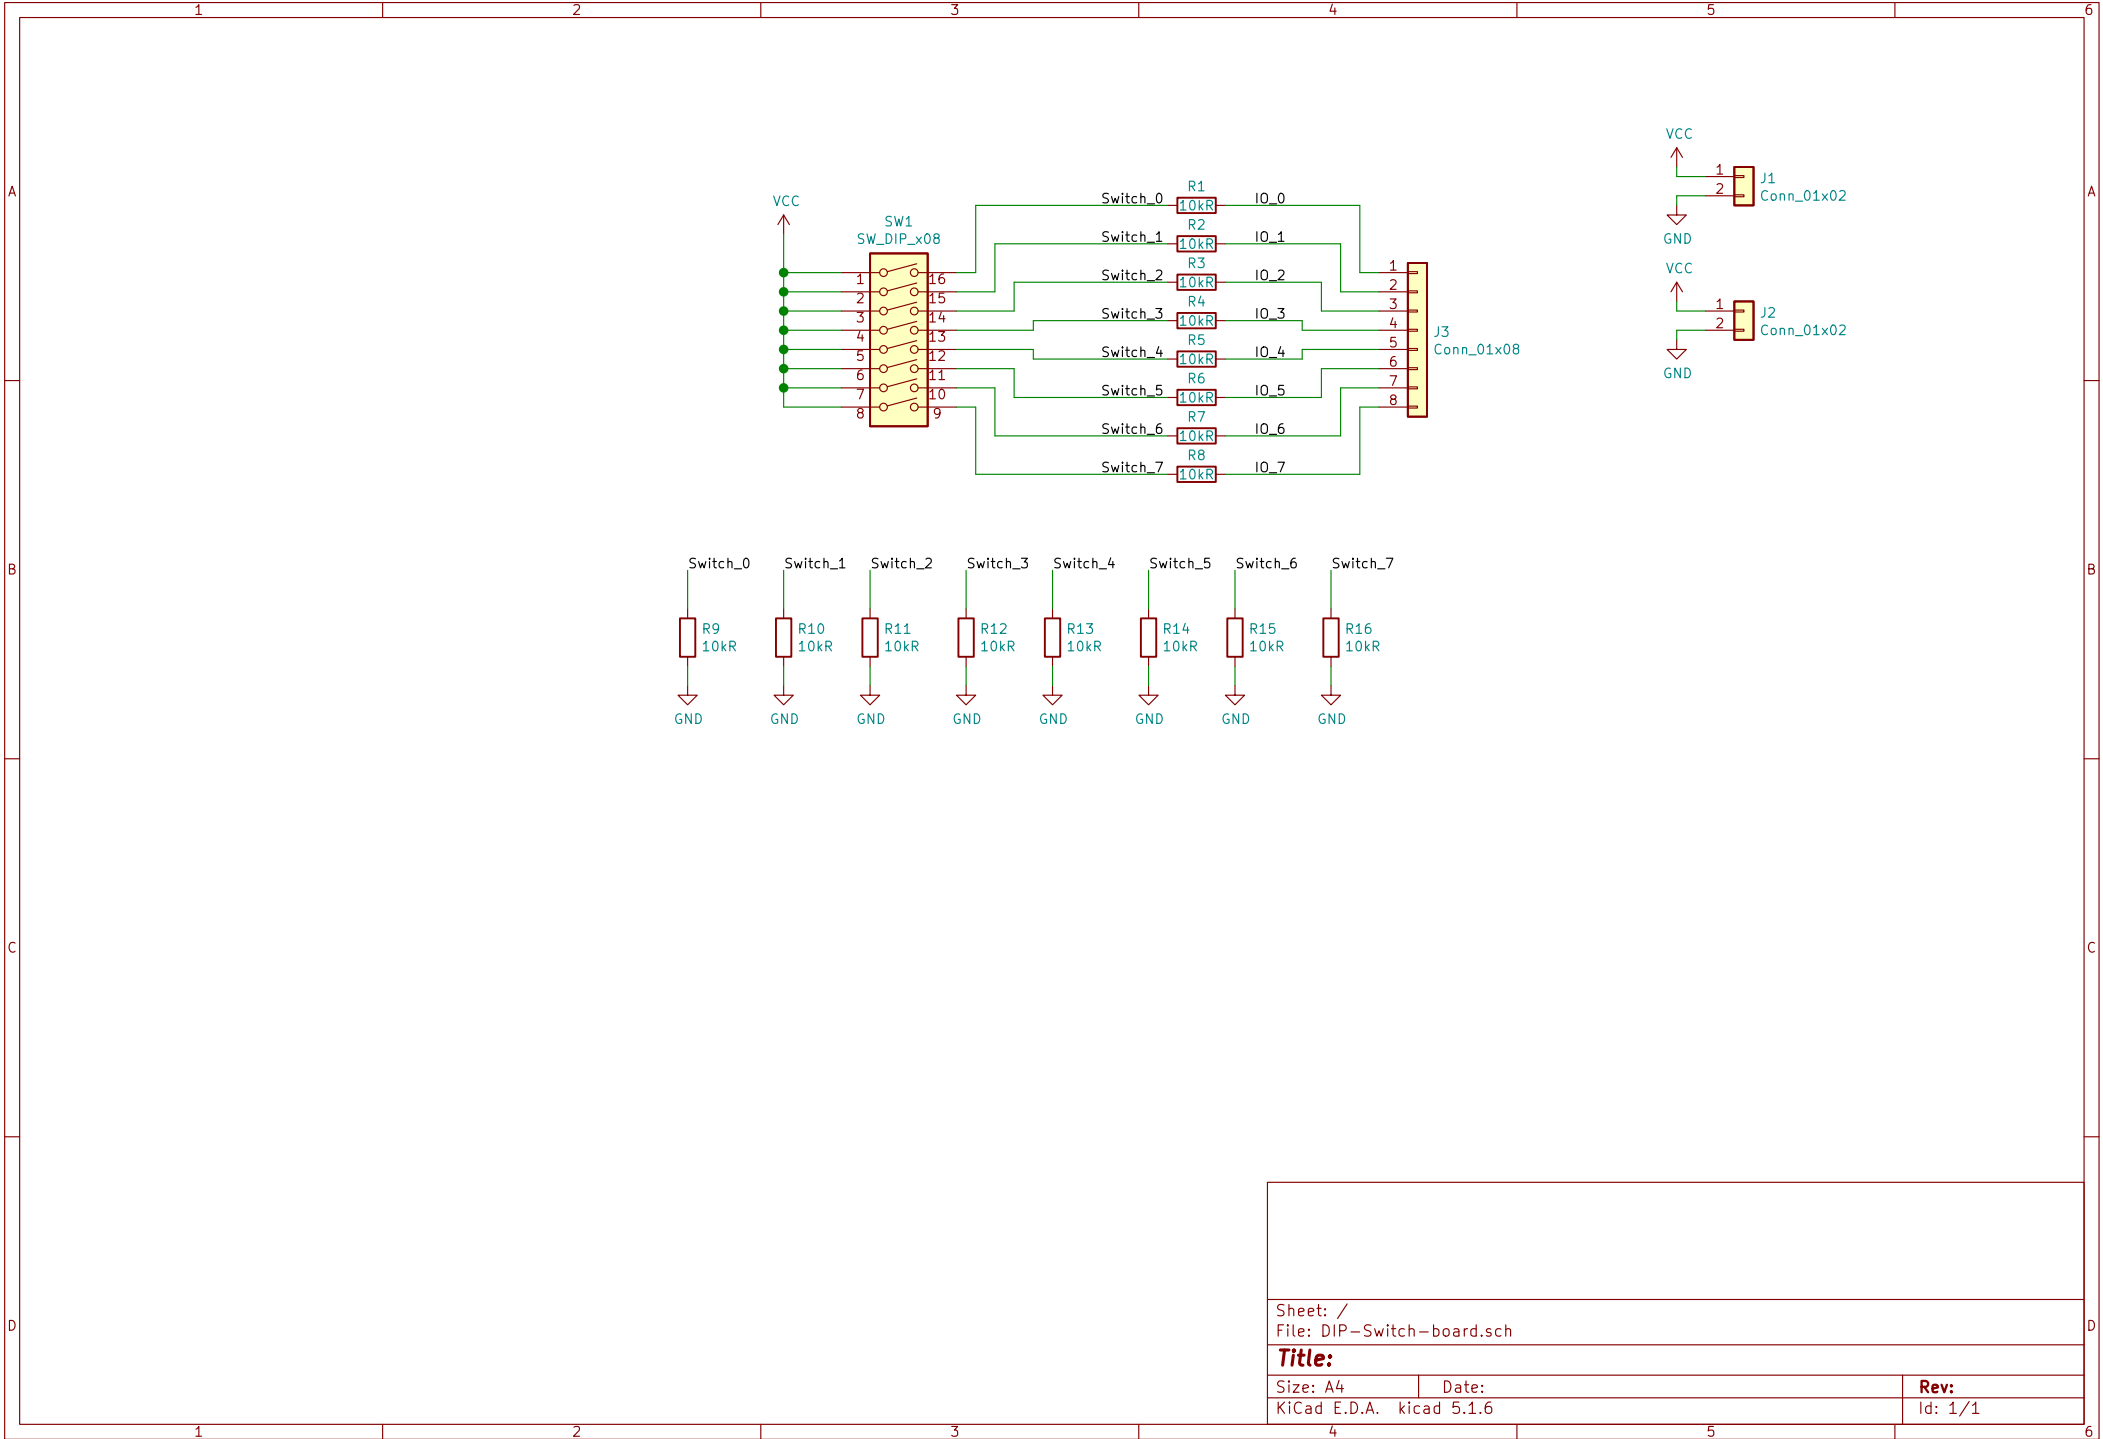 1 2 3 4 5 6
A A
VCC
1 J1
2 Conn_01x02
GND
VCC
1 J2
2 Conn_01x02
GND
VCC
SW1
SW_DIP_x08
1 16
2 15
3 14
4 13
5 12
6 11
7 10
8 9
R1
Switch_0 10kR IO_0
R2
Switch_1 10kR IO_1
R3
Switch_2 10kR IO_2
R4
Switch_3 10kR IO_3
R5
Switch_4 10kR IO_4
R6
Switch_5 10kR IO_5
R7
Switch_6 10kR IO_6
R8
Switch_7 10kR IO_7
1
2
3
4
5
6
7
8
J3
Conn_01x08
B B
Switch_0 Switch_1 Switch_2 Switch_3 Switch_4 Switch_5 Switch_6 Switch_7
R9 R10 R11 R12 R13 R14 R15 R16
10kR 10kR 10kR 10kR 10kR 10kR 10kR 10kR
GND GND GND GND GND GND GND GND
C C
D D
Sheet: /
File: DIP-Switch-board.sch
Title:
Size: A4 Date: Rev:
KiCad E.D.A. kicad 5.1.6 Id: 1/1
1 2 3 4 5 6